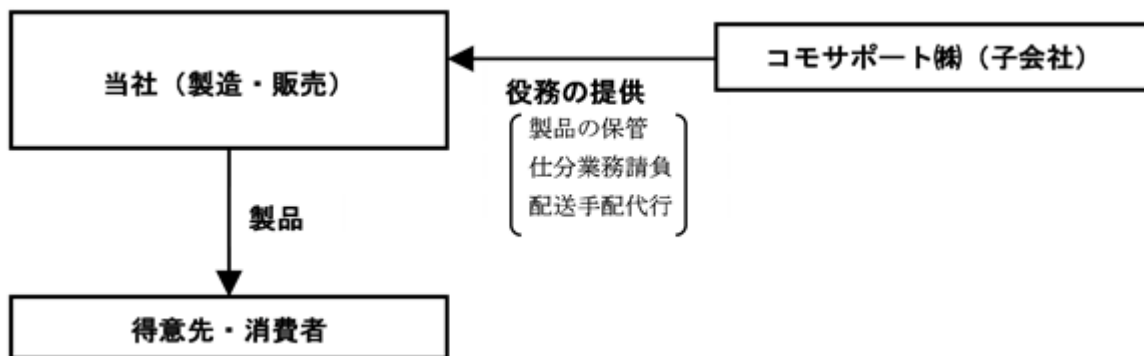 当社（製造・販売）
コモサポート㈱（子会社）
役務の提供
製品の保管
仕分業務請負
配送手配代行
製品
得意先・消費者